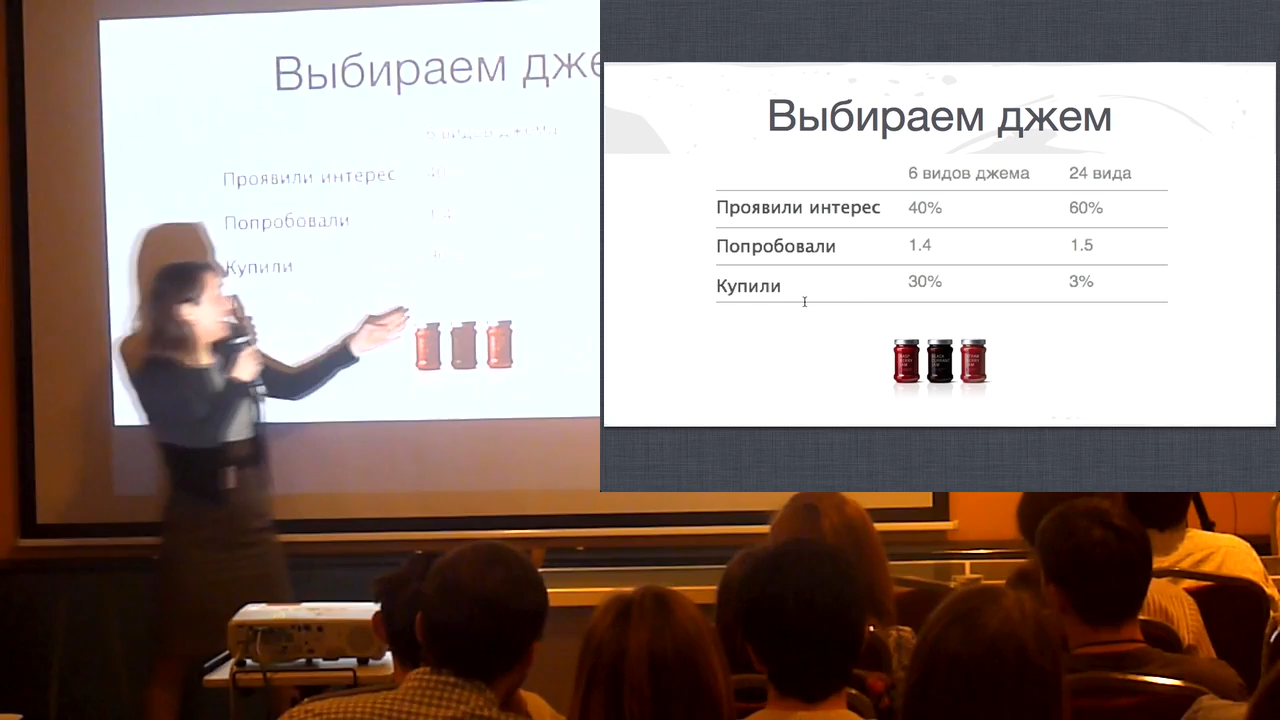 Выбираем дже
Проявили интерес
Попробовали
Купили
Выбираем джем
6 видов джема 24 вида
Проявили интерес 40% 60%
Попробовали 1.4 1.5
Купили 30% 3%